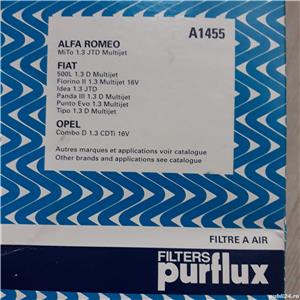 A1455
ALFA ROMEO
MiTo 1.3 JTD Multijet
FIAT
500L 1.3 D Multijet
Fiorino II 1.3 Multijet 16V
Idea 1.3 JTD
Panda III 1.3 D Multijet
Punto Evo 1.3 Multijet
Tipo 1.3 D Multijet
OPEL
Combo D 1.3 CDTi 16V
Autres marques et applications voir catalogue
Other brands and applications see catalogue
FILTRE A AIR
FILTERS
purflux
publi24.ro